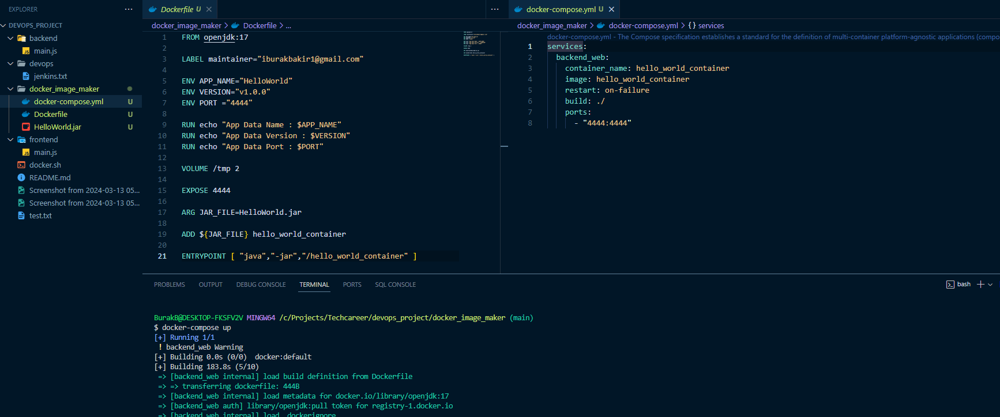 EXPLORER
DEVOPS_PROJECT
backend
main.js
devops
jenkins.txt
docker_image_maker
docker-compose.yml U
Dockerfile U
HelloWorld.jar U
frontend
main.js
docker.sh
README.md
Screenshot from 2024-03-13 05...
Screenshot from 2024-03-13 05...
test.txt
Dockerfile U
docker_image_maker > Dockerfile > ...
1 FROM openjdk:17
2
3 LABEL maintainer="iburakbakir1@gmail.com"
4
5 ENV APP_NAME="HelloWorld"
6 ENV VERSION="v1.0.0"
7 ENV PORT ="4444"
8
9 RUN echo "App Data Name : $APP_NAME"
10 RUN echo "App Data Version : $VERSION"
11 RUN echo "App Data Port : $PORT"
12
13 VOLUME /tmp 2
14
15 EXPOSE 4444
16
17 ARG JAR_FILE=HelloWorld.jar
18
19 ADD ${JAR_FILE} hello_world_container
20
21 ENTRYPOINT [ "java","-jar","/hello_world_container" ]
docker-compose.yml U
docker_image_maker > docker-compose.yml > {} services
docker-compose.yml - The Compose specification establishes a standard for the definition of multi-container platform-agnostic applications (compo
1 services:
2 backend_web:
3 container_name: hello_world_container
4 image: hello_world_container
5 restart: on-failure
6 build: ./
7 ports:
8 - "4444:4444"
PROBLEMS OUTPUT DEBUG CONSOLE TERMINAL PORTS SQL CONSOLE
bash
BurakB@DESKTOP-FKSFV2V MINGW64 /c/Projects/Techcareer/devops_project/docker_image_maker (main)
$ docker-compose up
[+] Running 1/1
! backend_web Warning
[+] Building 0.0s (0/0) docker:default
[+] Building 183.8s (5/10)
=> [backend_web internal] load build definition from Dockerfile
=> => transferring dockerfile: 444B
=> [backend_web internal] load metadata for docker.io/library/openjdk:17
=> [backend_web auth] library/openjdk:pull token for registry-1.docker.io
=> [backend_web internal] load .dockerignore